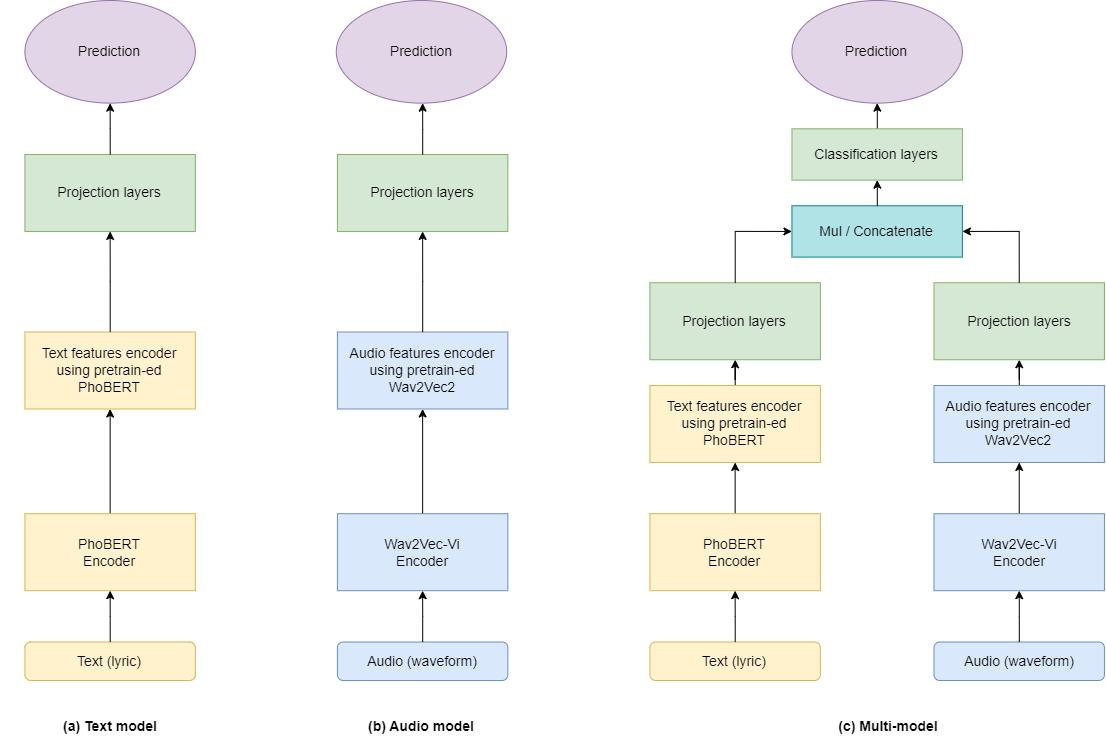 Prediction
Projection layers
Text features encoder
using pretrain-ed
PhoBERT
PhoBERT
Encoder
Text (lyric)
(a) Text model
Prediction
Projection layers
Audio features encoder
using pretrain-ed
Wav2Vec2
Wav2Vec-Vi
Encoder
Audio (waveform)
(b) Audio model
Prediction
Classification layers
Mul / Concatenate
Projection layers
Text features encoder
using pretrain-ed
PhoBERT
PhoBERT
Encoder
Text (lyric)
Projection layers
Audio features encoder
using pretrain-ed
Wav2Vec2
Wav2Vec-Vi
Encoder
Audio (waveform)
(c) Multi-model